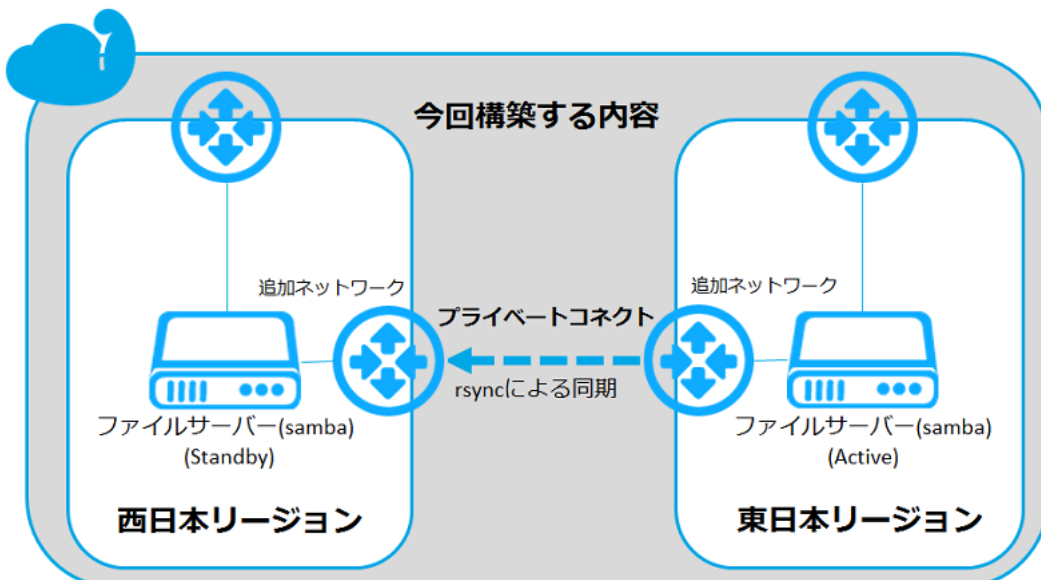 今回構築する内容
追加ネットワーク
追加ネットワーク
プライベートコネクト
rsyncによる同期
ファイルサーバー(samba)
(Standby)
ファイルサーバー(samba)
(Active)
西日本リージョン
東日本リージョン